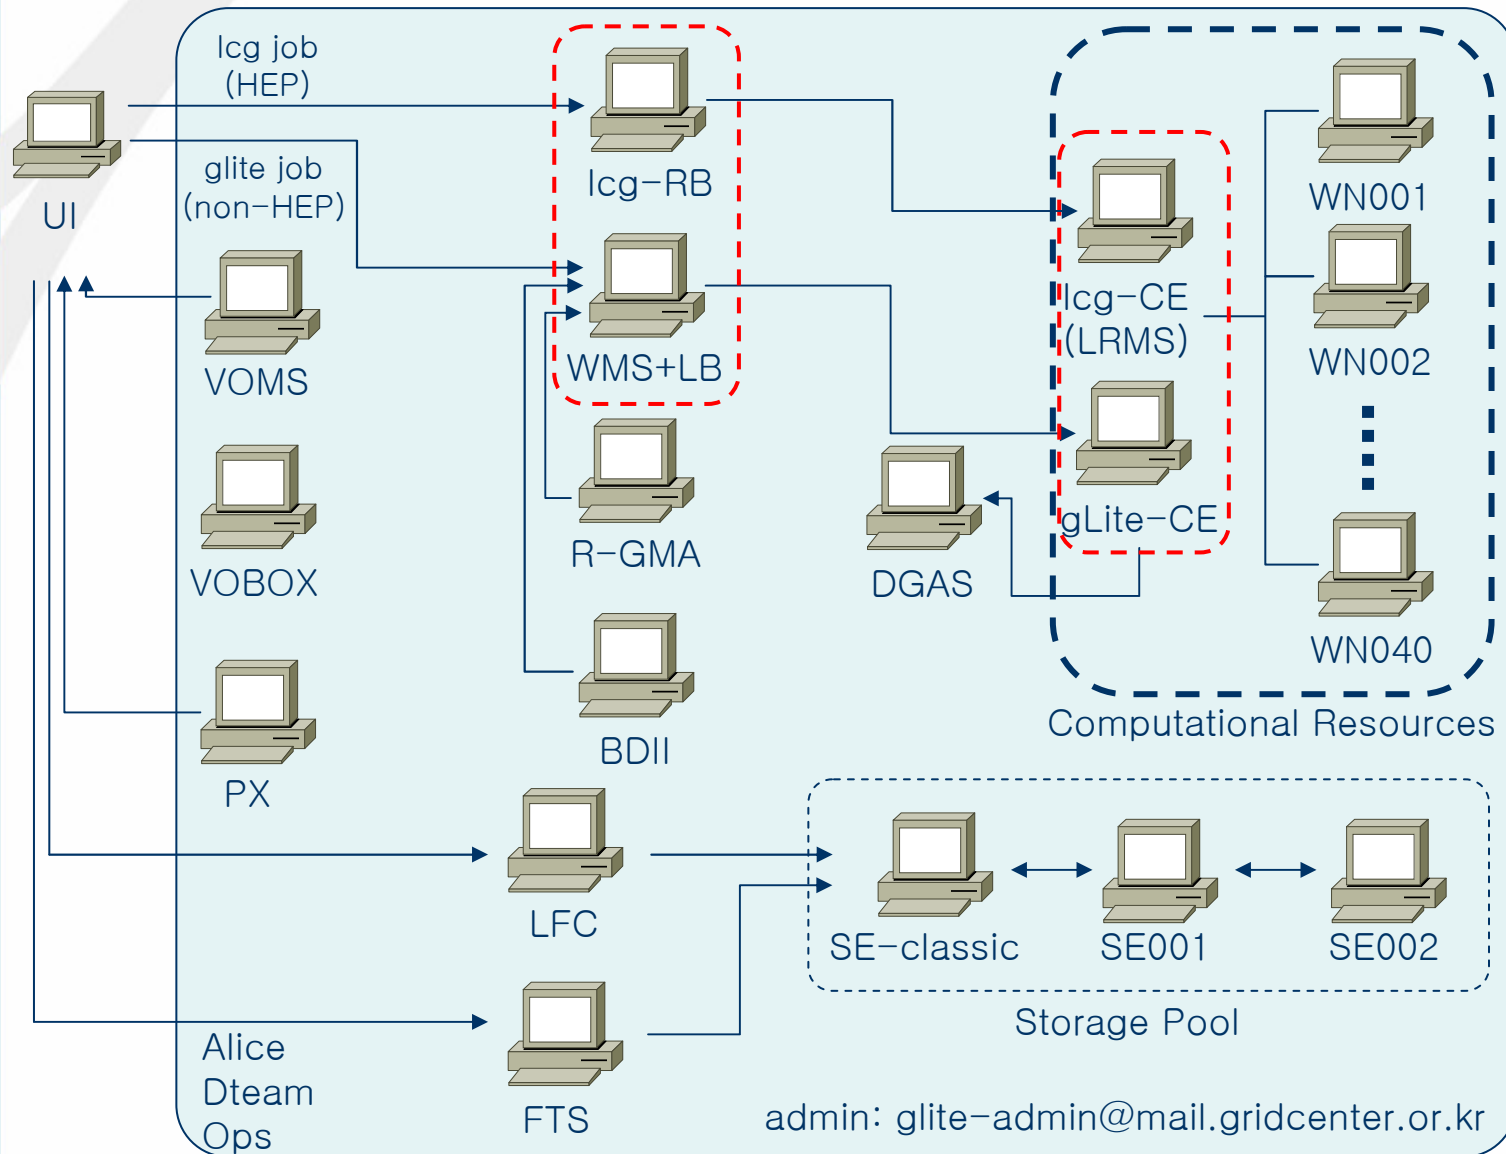 lcg job
(HEP)
glite job
(non-HEP)
UI
lcg-RB
WN001
VOMS
WMS+LB
lcg-CE
(LRMS)
WN002
VOBOX
R-GMA
DGAS
gLite-CE
WN040
PX
BDII
Computational Resources
LFC
SE-classic
SE001
SE002
Storage Pool
Alice
Dteam
Ops
FTS
admin: glite-admin@mail.gridcenter.or.kr